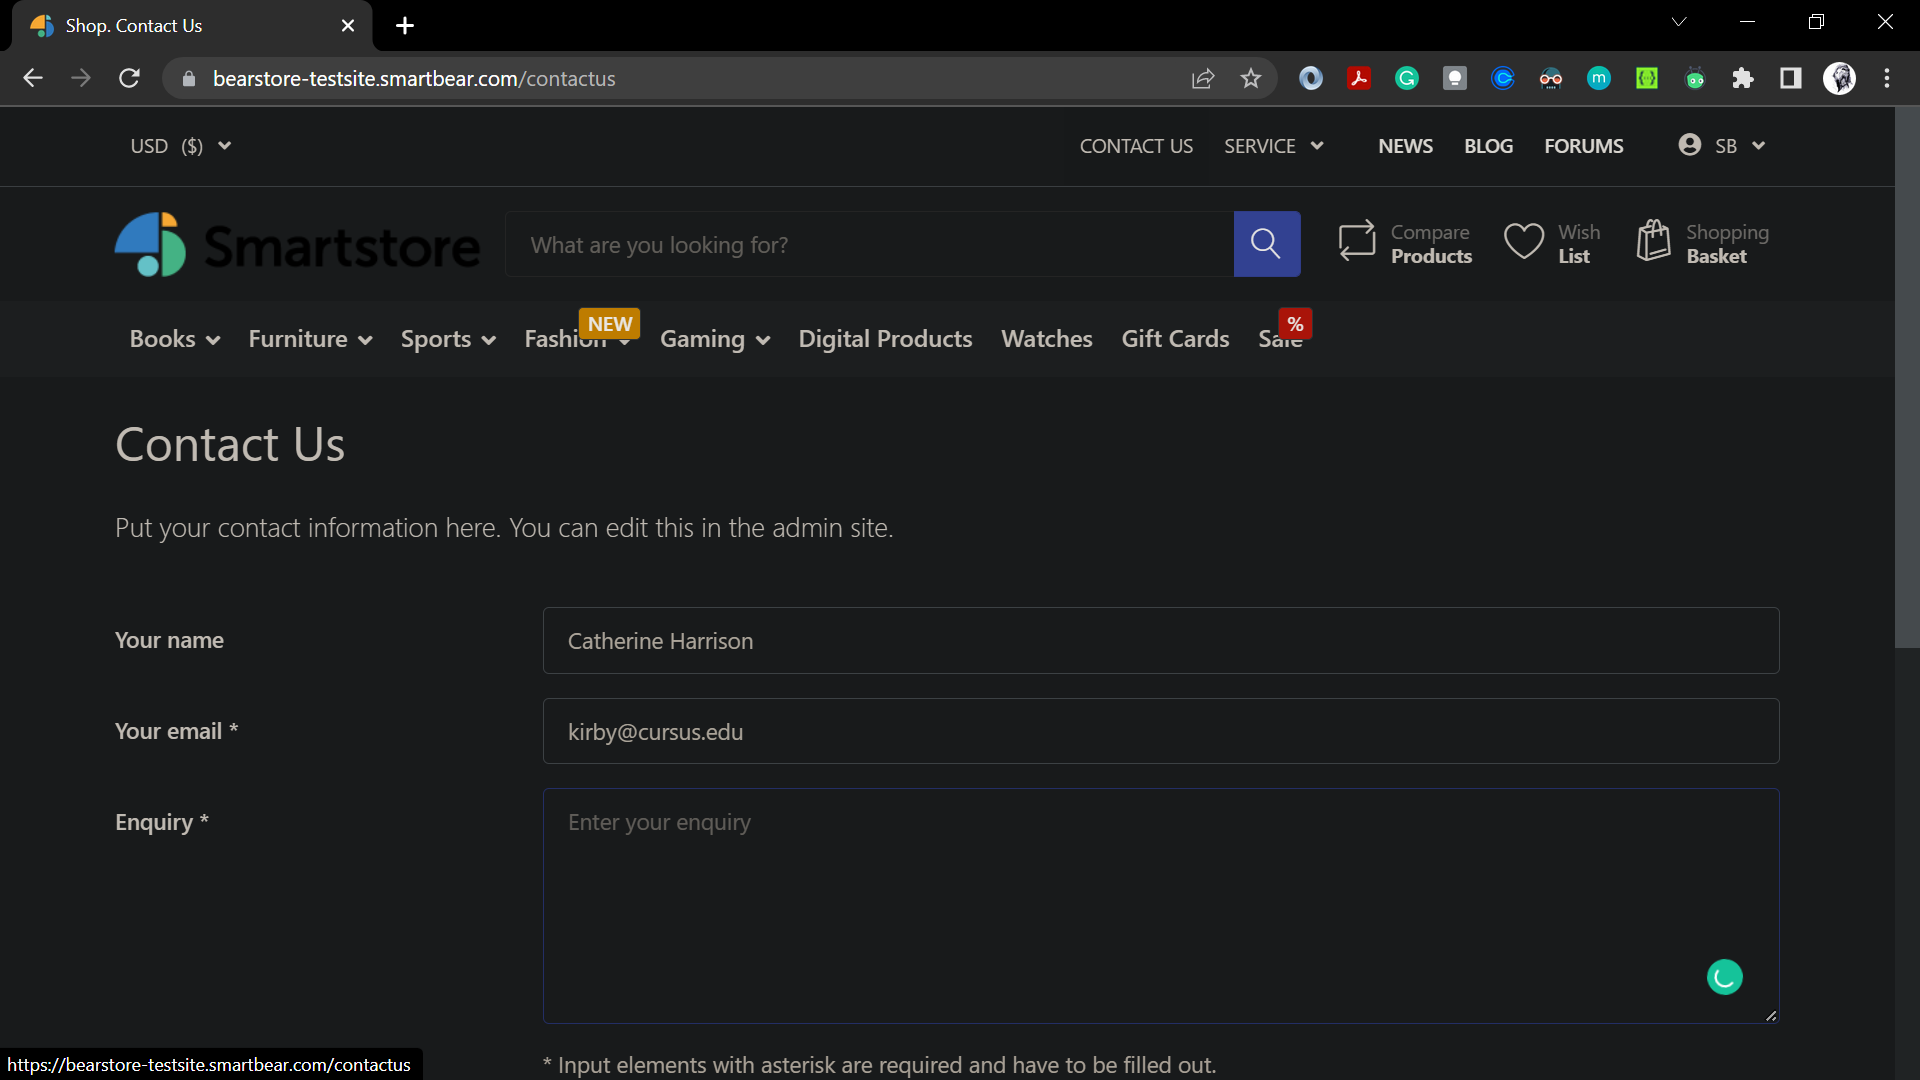 Shop. Contact Us
bearstore-testsite.smartbear.com/contactus
USD ($)
CONTACT US SERVICE NEWS BLOG FORUMS SB
Smartstore
What are you looking for?
Compare Products
Wish List
Shopping Basket
Books Furniture Sports Fashion NEW Gaming Digital Products Watches Gift Cards Sale %
Contact Us
Put your contact information here. You can edit this in the admin site.
Your name Catherine Harrison
Your email * kirby@cursus.edu
Enquiry * Enter your enquiry
* Input elements with asterisk are required and have to be filled out.
https://bearstore-testsite.smartbear.com/contactus